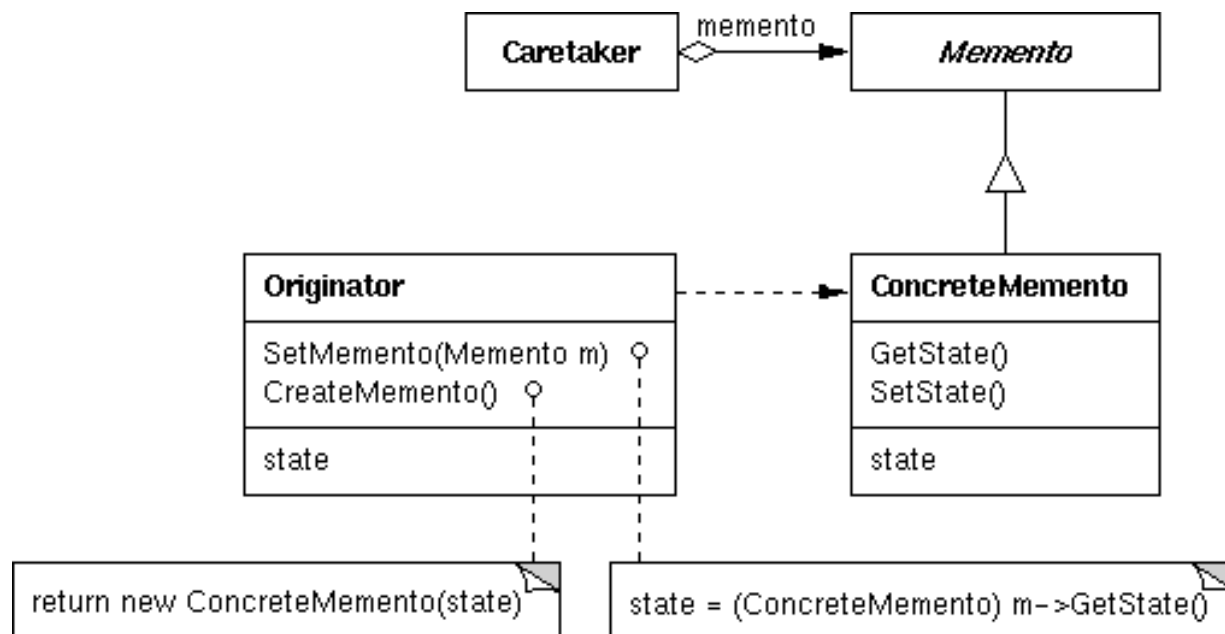 Caretaker
memento
Memento
Originator
SetMemento(Memento m)
CreateMemento()
state
ConcreteMemento
GetState()
SetState()
state
return new ConcreteMemento(state)
state = (ConcreteMemento) m->GetState()